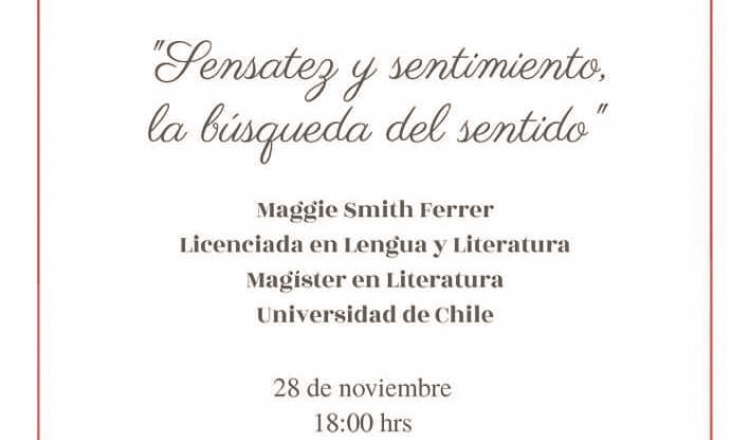 "Sensatez y sentimiento,
la búsqueda del sentido"
Maggie Smith Ferrer
Licenciada en Lengua y Literatura
Magíster en Literatura
Universidad de Chile
28 de noviembre
18:00 hrs